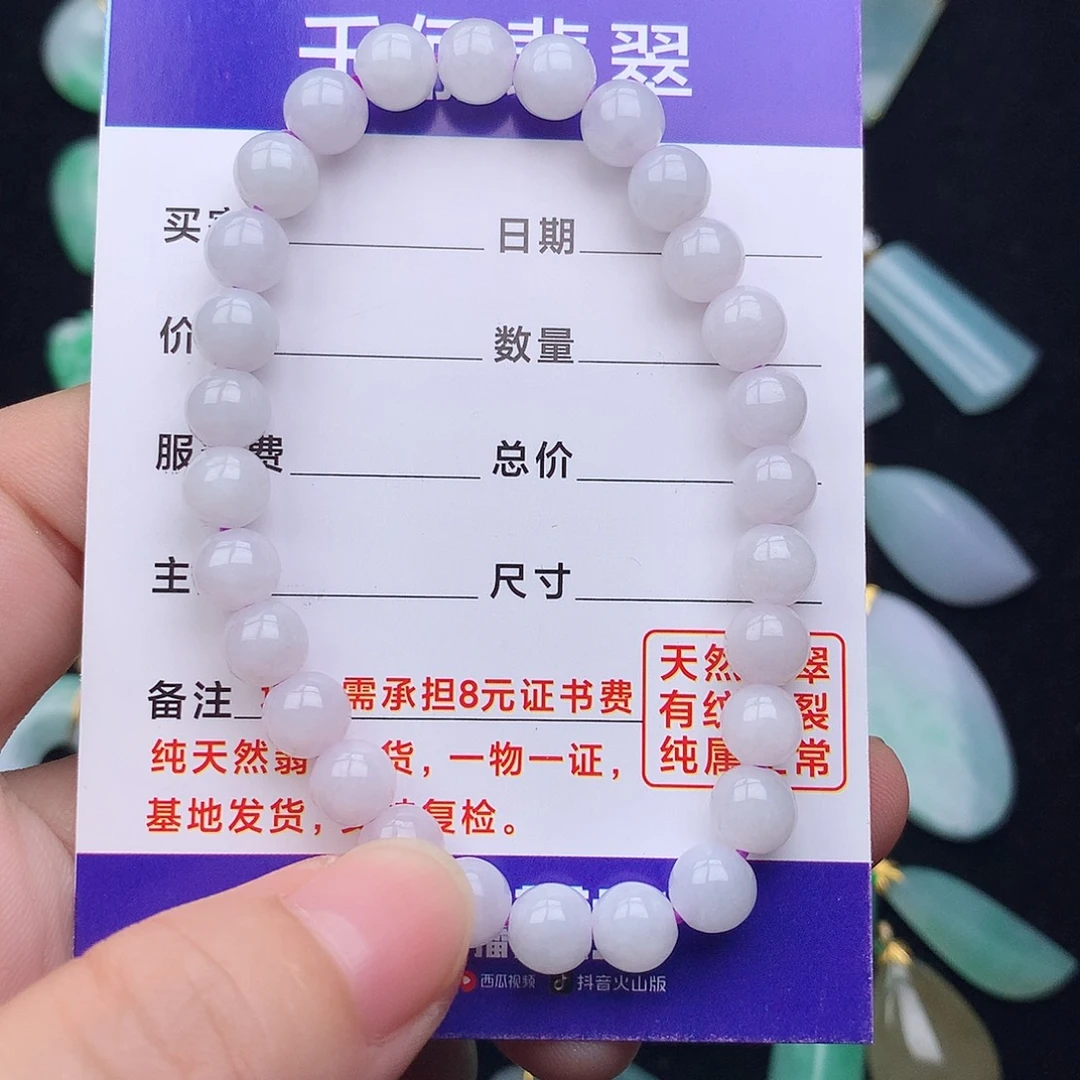 翠
买
日期
价
数量
服 费
总价
主
尺寸
备注 需承担8元证书费
纯天然 货，一物一证，
基地发货， 复检。
天然 翠
有纹 裂
纯属 常
西瓜视频 抖音火山版